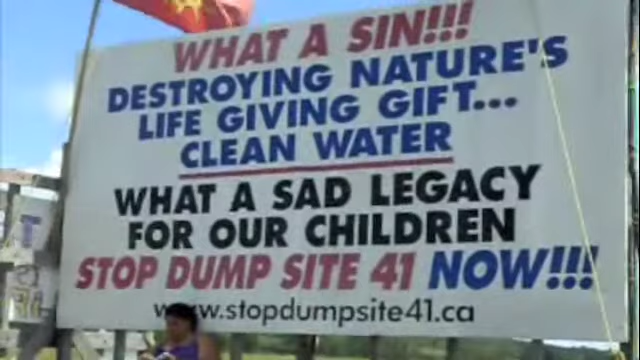 WHAT A SIN!!!
DESTROYING NATURE'S
LIFE GIVING GIFT...
CLEAN WATER
WHAT A SAD LEGACY
FOR OUR CHILDREN
STOP DUMP SITE 41 NOW!!!
www.stopdumpsite41.ca